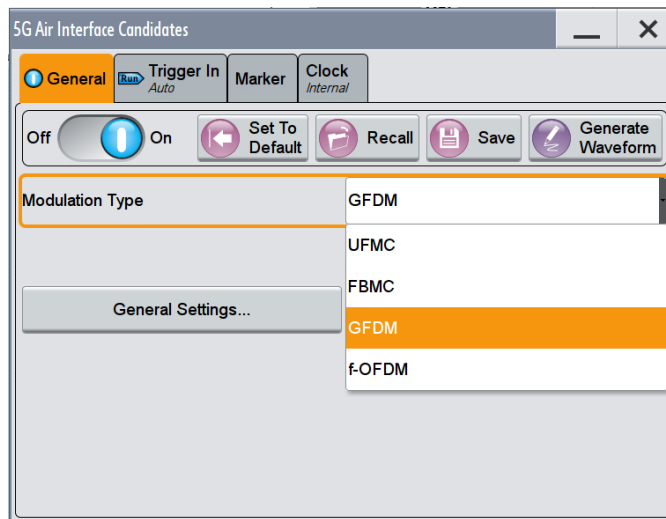 5G Air Interface Candidates
General
Run
Trigger In
Auto
Marker
Clock
Internal
Off
On
Set To
Default
Recall
Save
Generate
Waveform
Modulation Type
GFDM
UFMC
FBMC
GFDM
f-OFDM
General Settings...